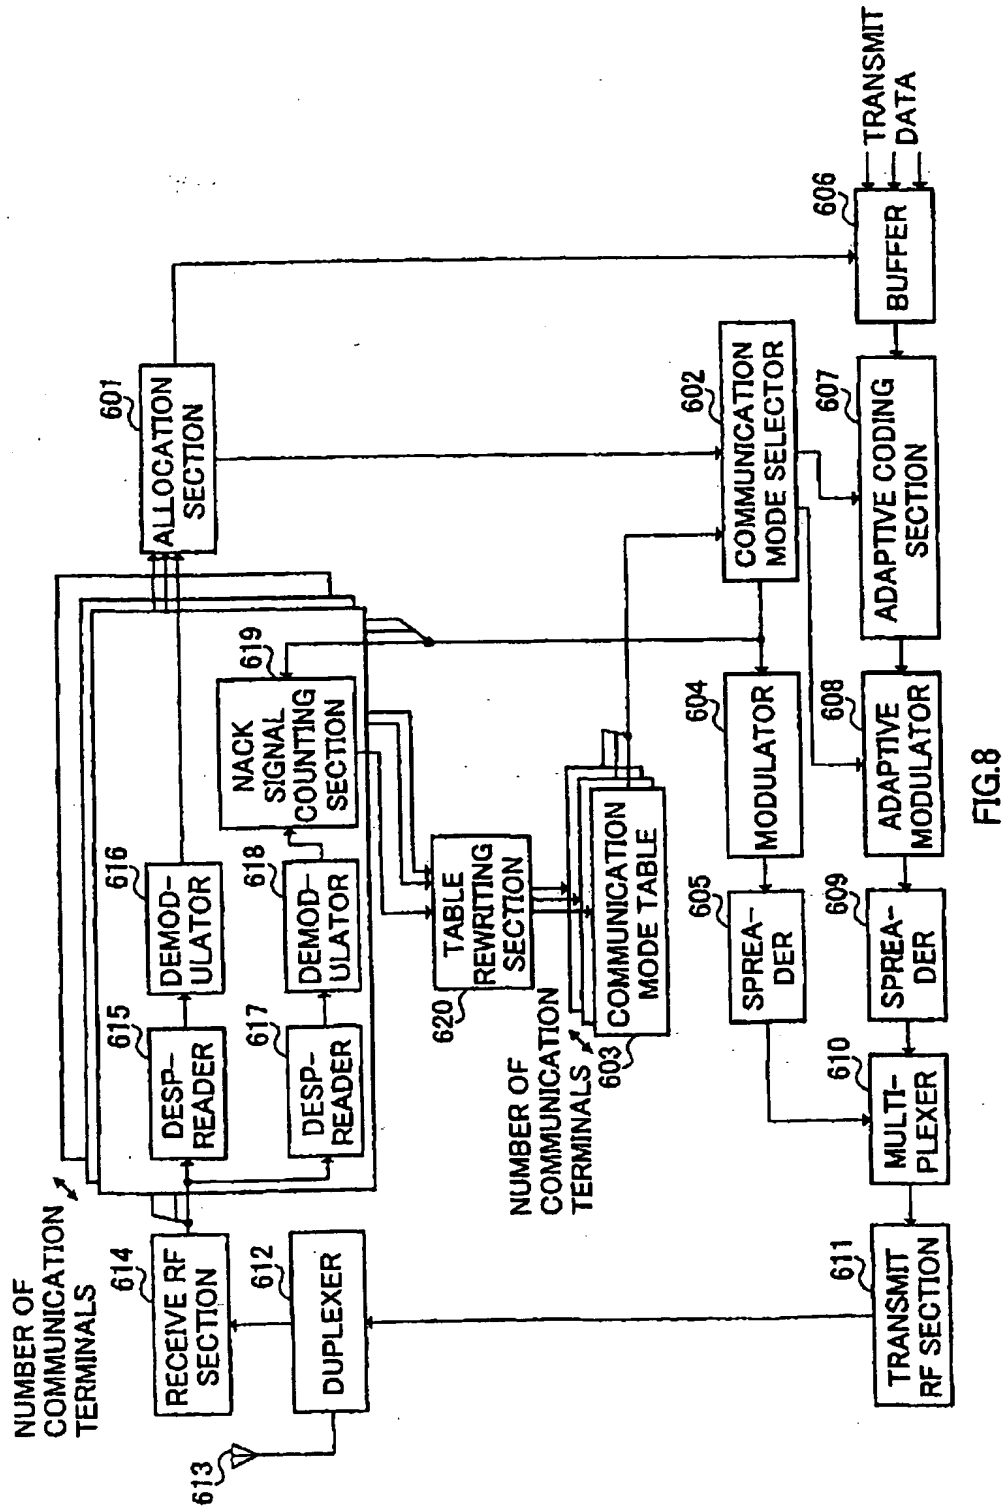 NUMBER OF
COMMUNICATION
TERMINALS
613
614
RECEIVE RF
SECTION
612
DUPLEXER
615
DESP-
READER
616
DEMOD-
ULATOR
617
DESP-
READER
618
DEMOD-
ULATOR
619
NACK
SIGNAL
COUNTING
SECTION
601
ALLOCATION
SECTION
620
TABLE
REWRITING
SECTION
NUMBER OF
COMMUNICATION
TERMINALS
603
COMMUNICATION
MODE TABLE
602
COMMUNICATION
MODE SELECTOR
604
MODULATOR
605
SPREA-
DER
606
BUFFER
TRANSMIT
DATA
607
ADAPTIVE CODING
SECTION
608
ADAPTIVE
MODULATOR
609
SPREA-
DER
610
MULTI-
PLEXER
611
TRANSMIT
RF SECTION
FIG.8